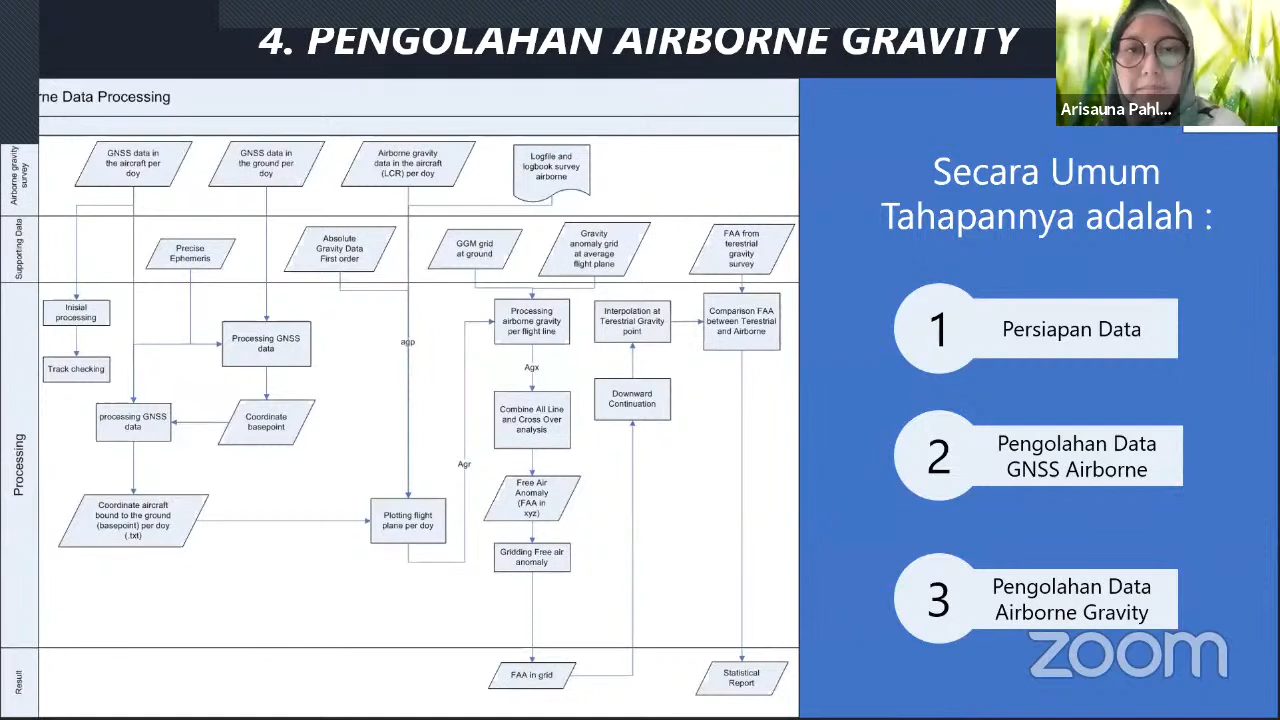 4. PENGOLAHAN AIRBORNE GRAVITY
Arisauna Pahl...
rne Data Processing
Airborne gravity
survey
GNSS data in
the aircraft per
doy
GNSS data in
the ground per
doy
Airborne gravity
data in the aircraft
(LCR) per doy
Logfile and
logbook survey
airborne
Supporting Data
Precise
Ephemeris
Absolute
Gravity Data
First order
GGM grid
at ground
Gravity
anomaly grid
at average
flight plane
FAA from
terestrial
gravity
survey
Processing
Inisial
processing
Track checking
Processing GNSS
data
processing GNSS
data
Coordinate
basepoint
Coordinate aircraft
bound to the ground
(basepoint) per doy
(.txt)
agp
Plotting flight
plane per doy
Agr
Processing
airborne gravity
per flight line
Agx
Combine All Line
and Cross Over
analysis
Free Air
Anomaly
(FAA in
xyz)
Gridding Free air
anomaly
Interpolation at
Terestrial Gravity
point
Downward
Continuation
Comparison FAA
between Terestrial
and Airborne
Result
FAA in grid
Statistical
Report
Secara Umum
Tahapannya adalah :
1
Persiapan Data
2
Pengolahan Data
GNSS Airborne
3
Pengolahan Data
Airborne Gravity
zoom